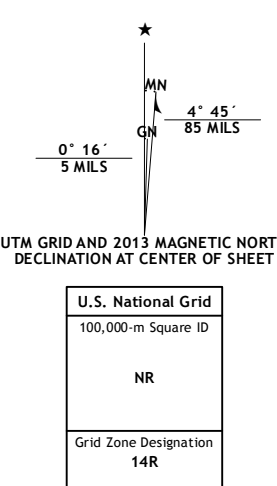 ★
MN
4° 45´
85 MILS
GN
0° 16´
5 MILS
UTM GRID AND 2013 MAGNETIC NORT
DECLINATION AT CENTER OF SHEET
U.S. National Grid
100,000-m Square ID
NR
Grid Zone Designation
14R